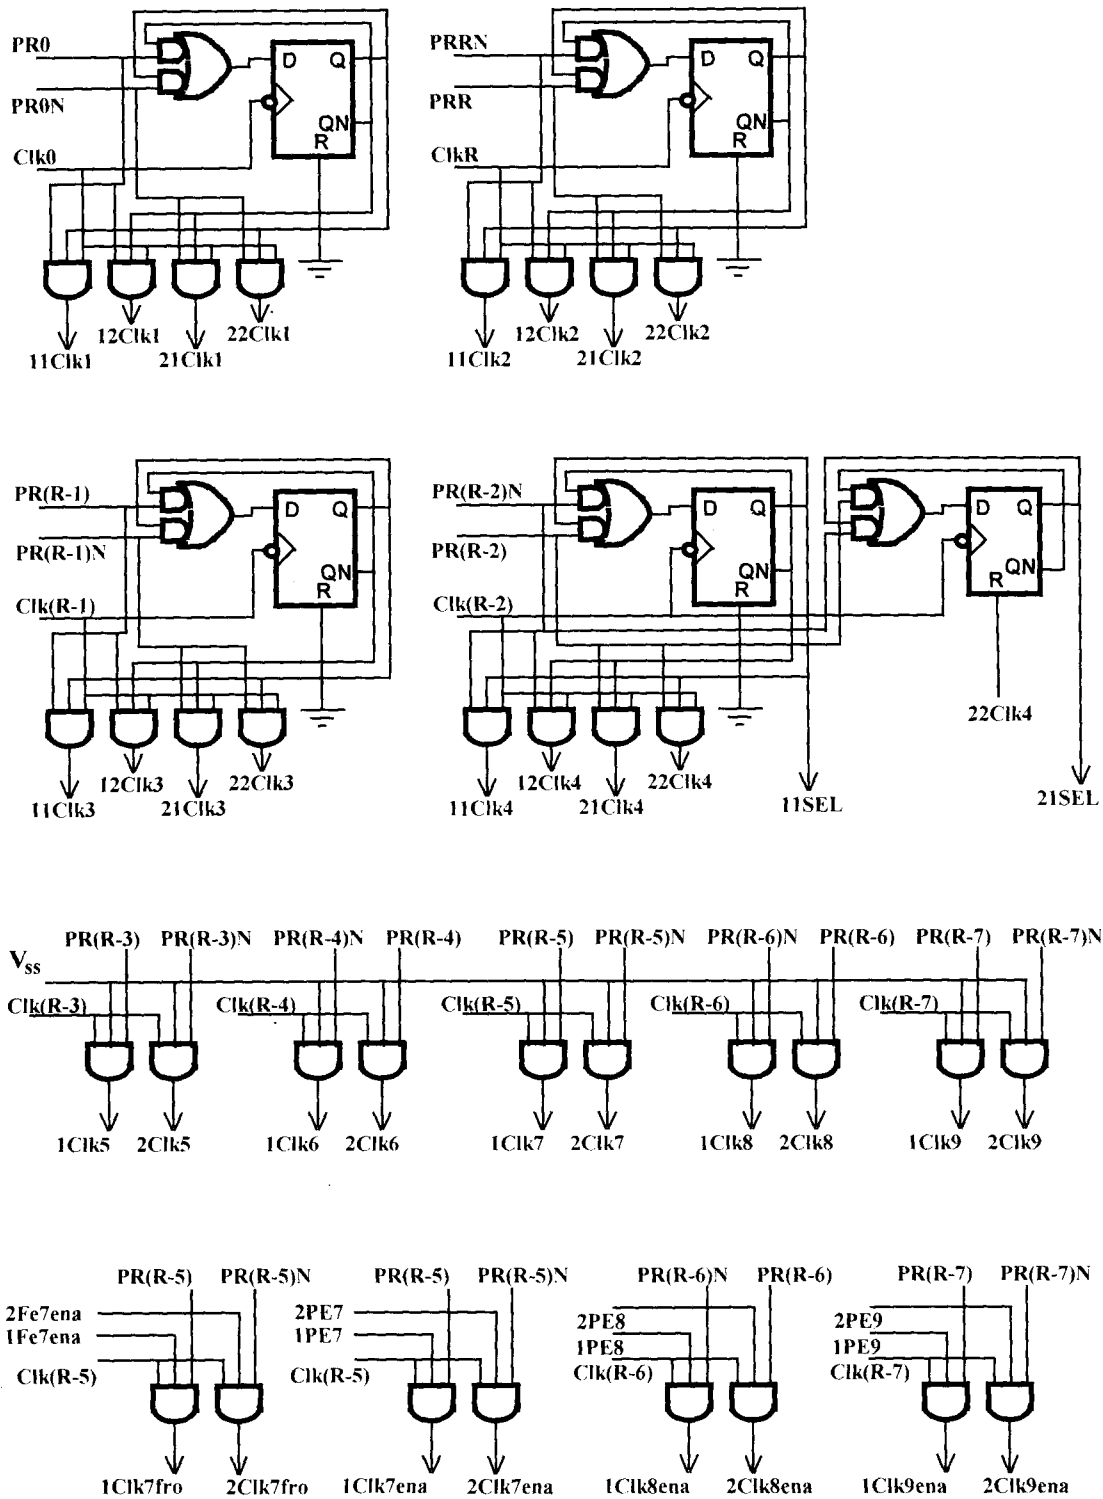 PR0
PR0N
Clk0
D Q
QN
R
11Clk1
12Clk1
21Clk1
22Clk1
PRRN
PRR
ClkR
D Q
QN
R
11Clk2
12Clk2
21Clk2
22Clk2
PR(R-1)
PR(R-1)N
Clk(R-1)
D Q
QN
R
11Clk3
12Clk3
21Clk3
22Clk3
PR(R-2)N
PR(R-2)
Clk(R-2)
D Q
QN
R
D Q
QN
R
22Clk4
11Clk4
12Clk4
21Clk4
22Clk4
11SEL
21SEL
Vss
PR(R-3) PR(R-3)N PR(R-4)N PR(R-4) PR(R-5) PR(R-5)N PR(R-6)N PR(R-6) PR(R-7) PR(R-7)N
Clk(R-3) Clk(R-4) Clk(R-5) Clk(R-6) Clk(R-7)
1Clk5 2Clk5 1Clk6 2Clk6 1Clk7 2Clk7 1Clk8 2Clk8 1Clk9 2Clk9
PR(R-5) PR(R-5)N PR(R-5) PR(R-5)N PR(R-6)N PR(R-6) PR(R-7) PR(R-7)N
2Fe7ena 2PE7 2PE8 2PE9
1Fe7ena 1PE7 1PE8 1PE9
Clk(R-5) Clk(R-5) Clk(R-6) Clk(R-7)
1Clk7fro 2Clk7fro 1Clk7ena 2Clk7ena 1Clk8ena 2Clk8ena 1Clk9ena 2Clk9ena